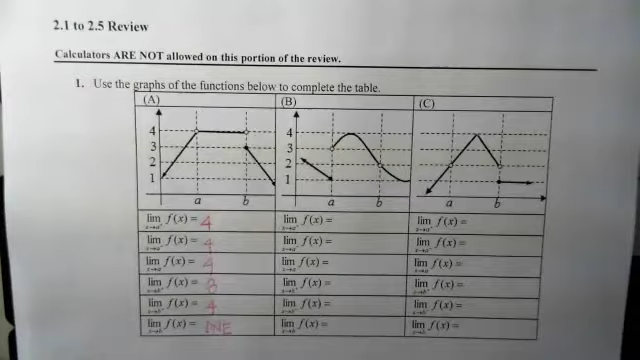 2.1 to 2.5 Review
Calculators ARE NOT allowed on this portion of the review.
1. Use the graphs of the functions below to complete the table.
(A) (B) (C)
4 4
3 3
2 2
1 1
a b a b a b
lim f(x) = 4 lim f(x) = lim f(x) =
lim f(x) = 4 lim f(x) = lim f(x) =
lim f(x) = 4 lim f(x) = lim f(x) =
lim f(x) = 3 lim f(x) = lim f(x) =
lim f(x) = 4 lim f(x) = lim f(x) =
lim f(x) = DNE lim f(x) = lim f(x) =